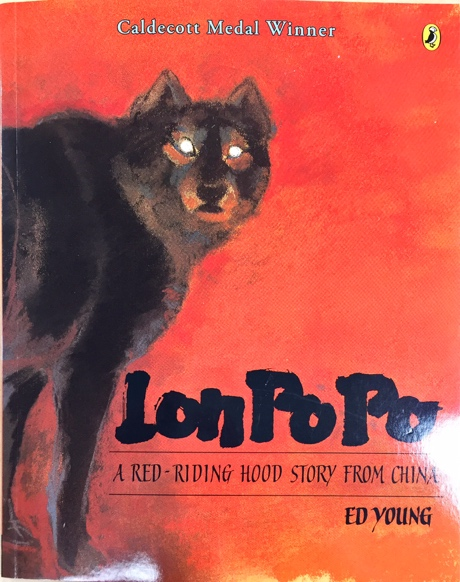 Caldecott Medal Winner
Lon Po Po
A RED-RIDING HOOD STORY FROM CHINA
ED YOUNG